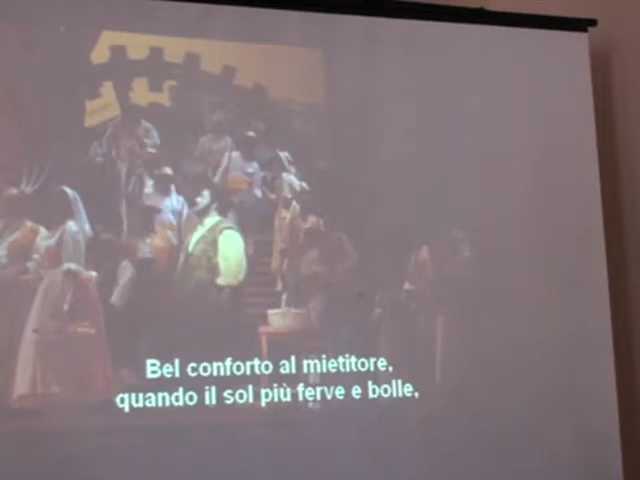 Bel conforto al mietitore,
quando il sol più ferve e bolle,